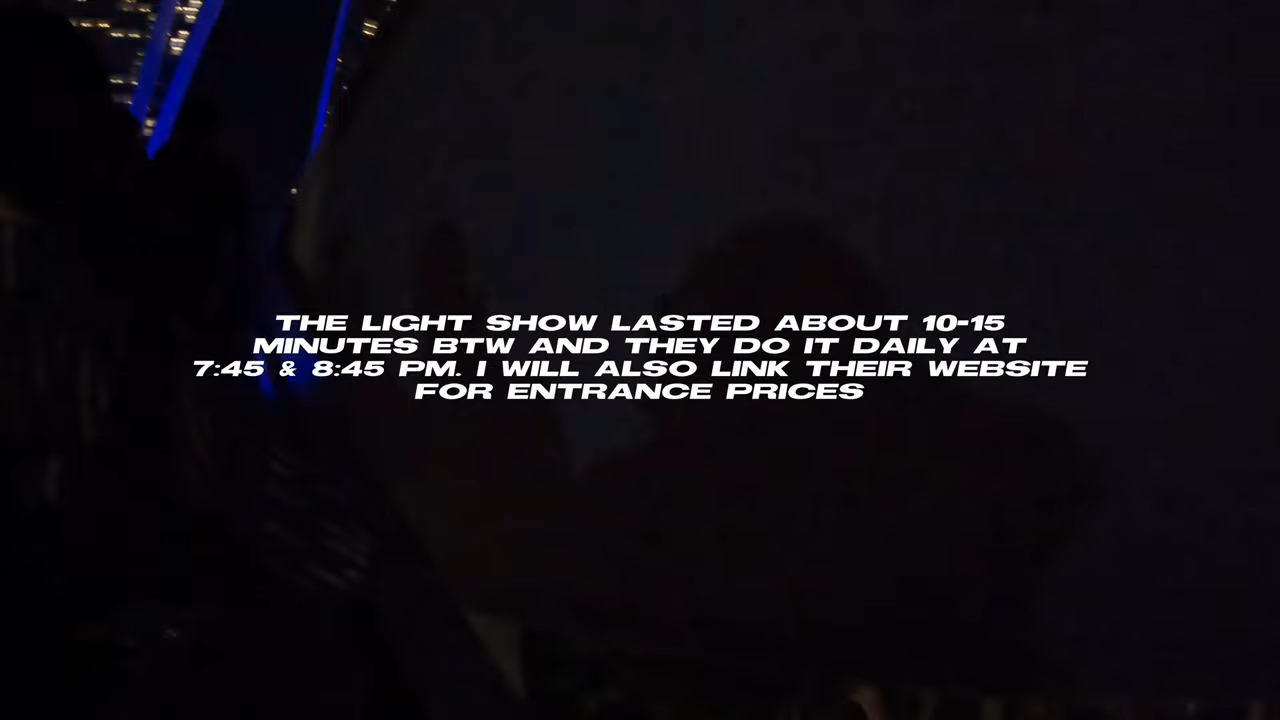 THE LIGHT SHOW LASTED ABOUT 10-15
MINUTES BTW AND THEY DO IT DAILY AT
7:45 & 8:45 PM. I WILL ALSO LINK THEIR WEBSITE
FOR ENTRANCE PRICES